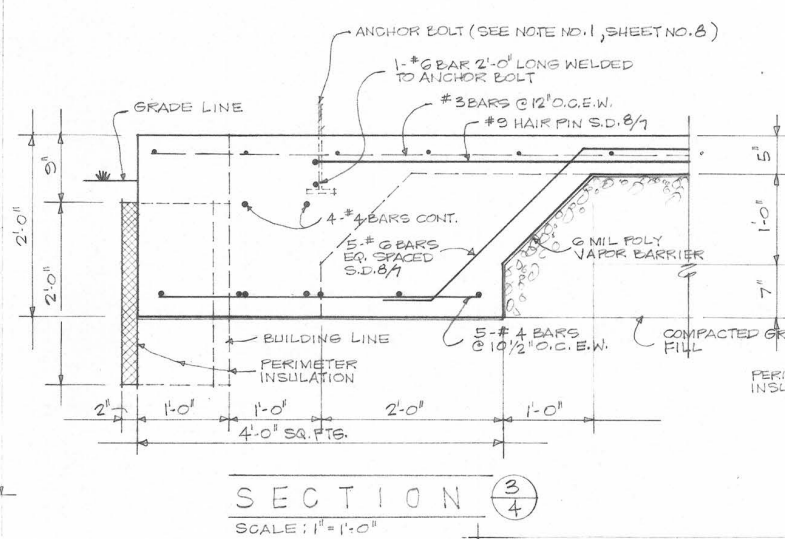 ANCHOR BOLT (SEE NOTE NO. 1, SHEET NO. 8)
1-#6 BAR 2'-0" LONG WELDED
TO ANCHOR BOLT
GRADE LINE
#3 BARS @ 12" O.C.E.W.
#9 HAIR PIN S.D. 8/7
9"
2'-0"
2'-0"
5"
1'-0"
7"
4-#4 BARS CONT.
5-#6 BARS
EQ. SPACED
S.D. 8/7
6 MIL POLY
VAPOR BARRIER
BUILDING LINE
PERIMETER
INSULATION
5-#4 BARS
@ 10 1/2" O.C. E.W.
COMPACTED GR
FILL
PERI
INSU
2"
1'-0"
1'-0"
2'-0"
1'-0"
4'-0" SQ. FTS.
SECTION
3
4
SCALE: 1" = 1'-0"